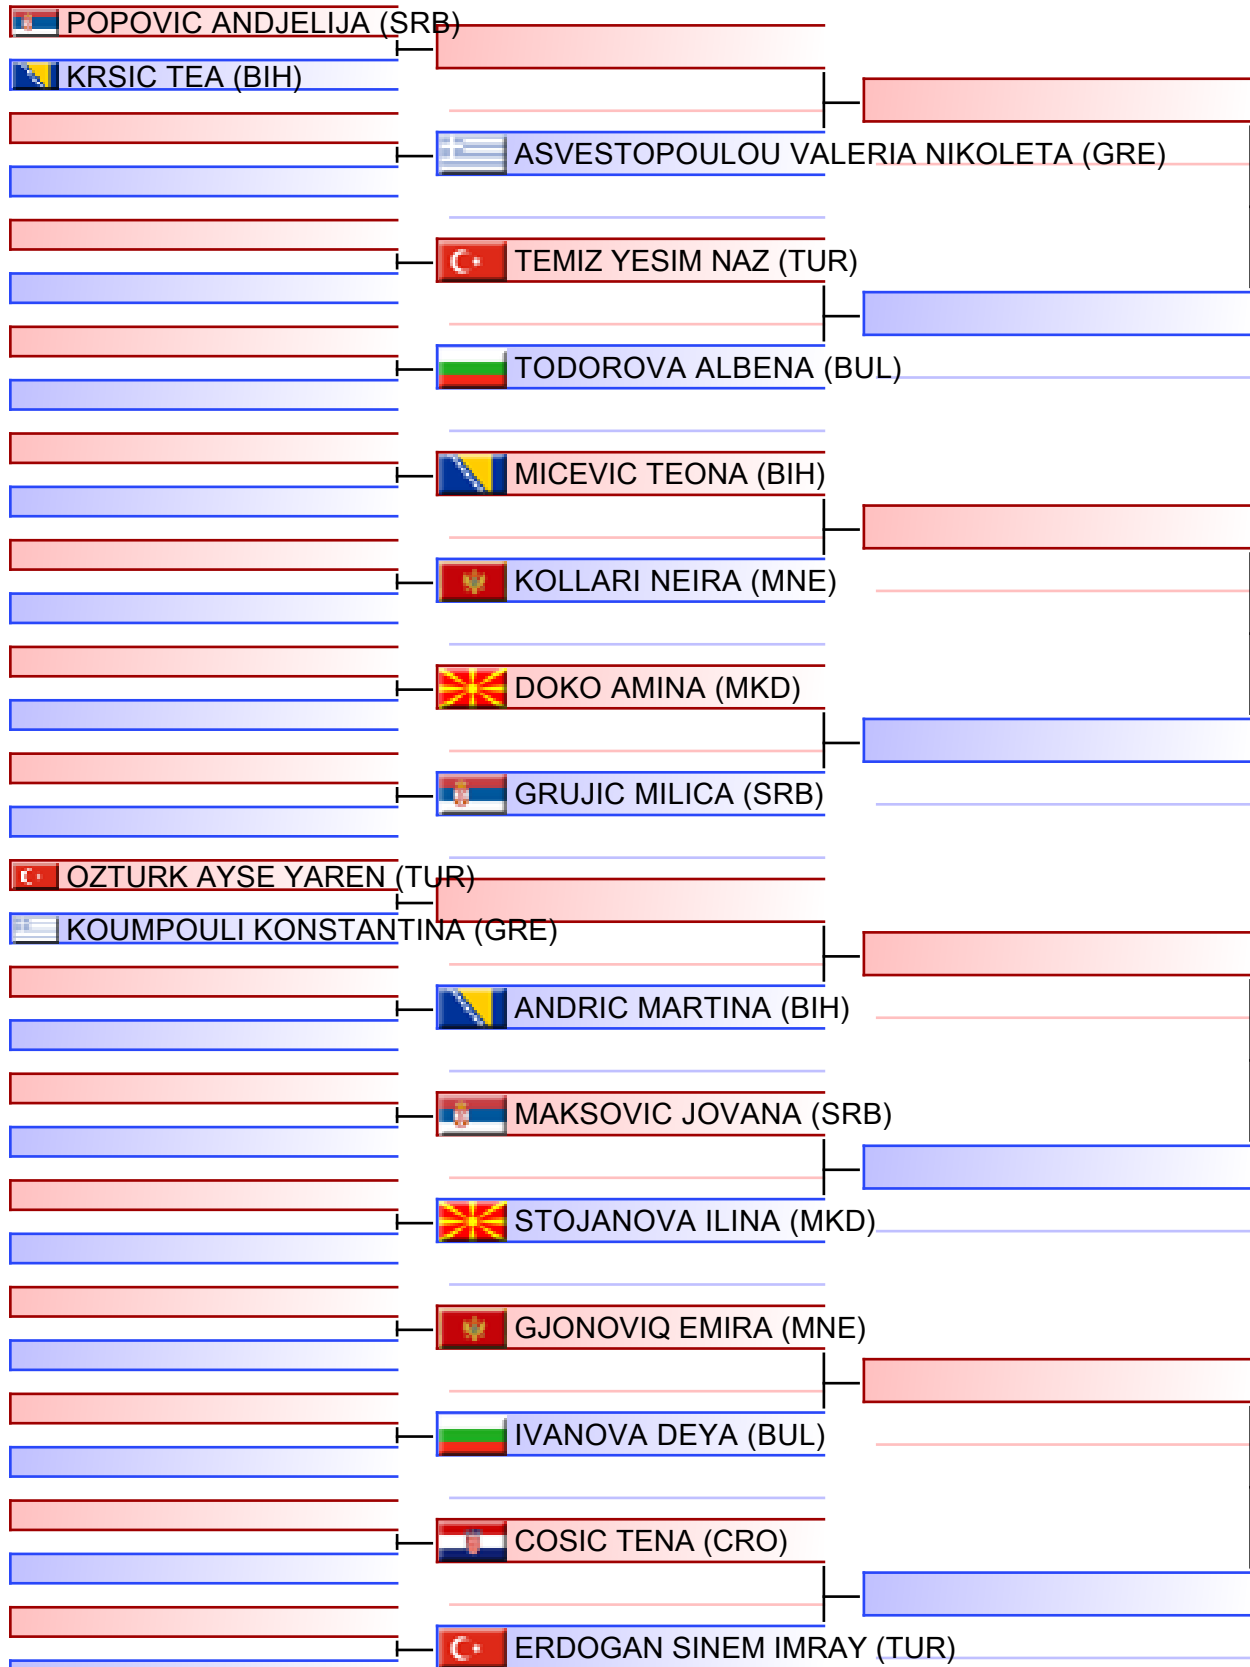 POPOVIC ANDJELIJA (SRB)
KRSIC TEA (BIH)
ASVESTOPOULOU VALERIA NIKOLETA (GRE)
TEMIZ YESIM NAZ (TUR)
TODOROVA ALBENA (BUL)
MICEVIC TEONA (BIH)
KOLLARI NEIRA (MNE)
DOKO AMINA (MKD)
GRUJIC MILICA (SRB)
OZTURK AYSE YAREN (TUR)
KOUMPOULI KONSTANTINA (GRE)
ANDRIC MARTINA (BIH)
MAKSOVIC JOVANA (SRB)
STOJANOVA ILINA (MKD)
GJONOVIQ EMIRA (MNE)
IVANOVA DEYA (BUL)
COSIC TENA (CRO)
ERDOGAN SINEM IMRAY (TUR)